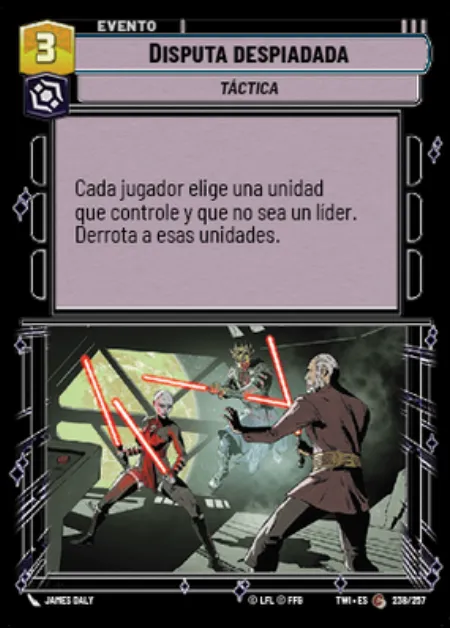 EVENTO
3
DISPUTA DESPIADADA
TÁCTICA
Cada jugador elige una unidad
que controle y que no sea un líder.
Derrota a esas unidades.
JAMES DALY
© LFL ® FFG
TWI • ES C 238/257